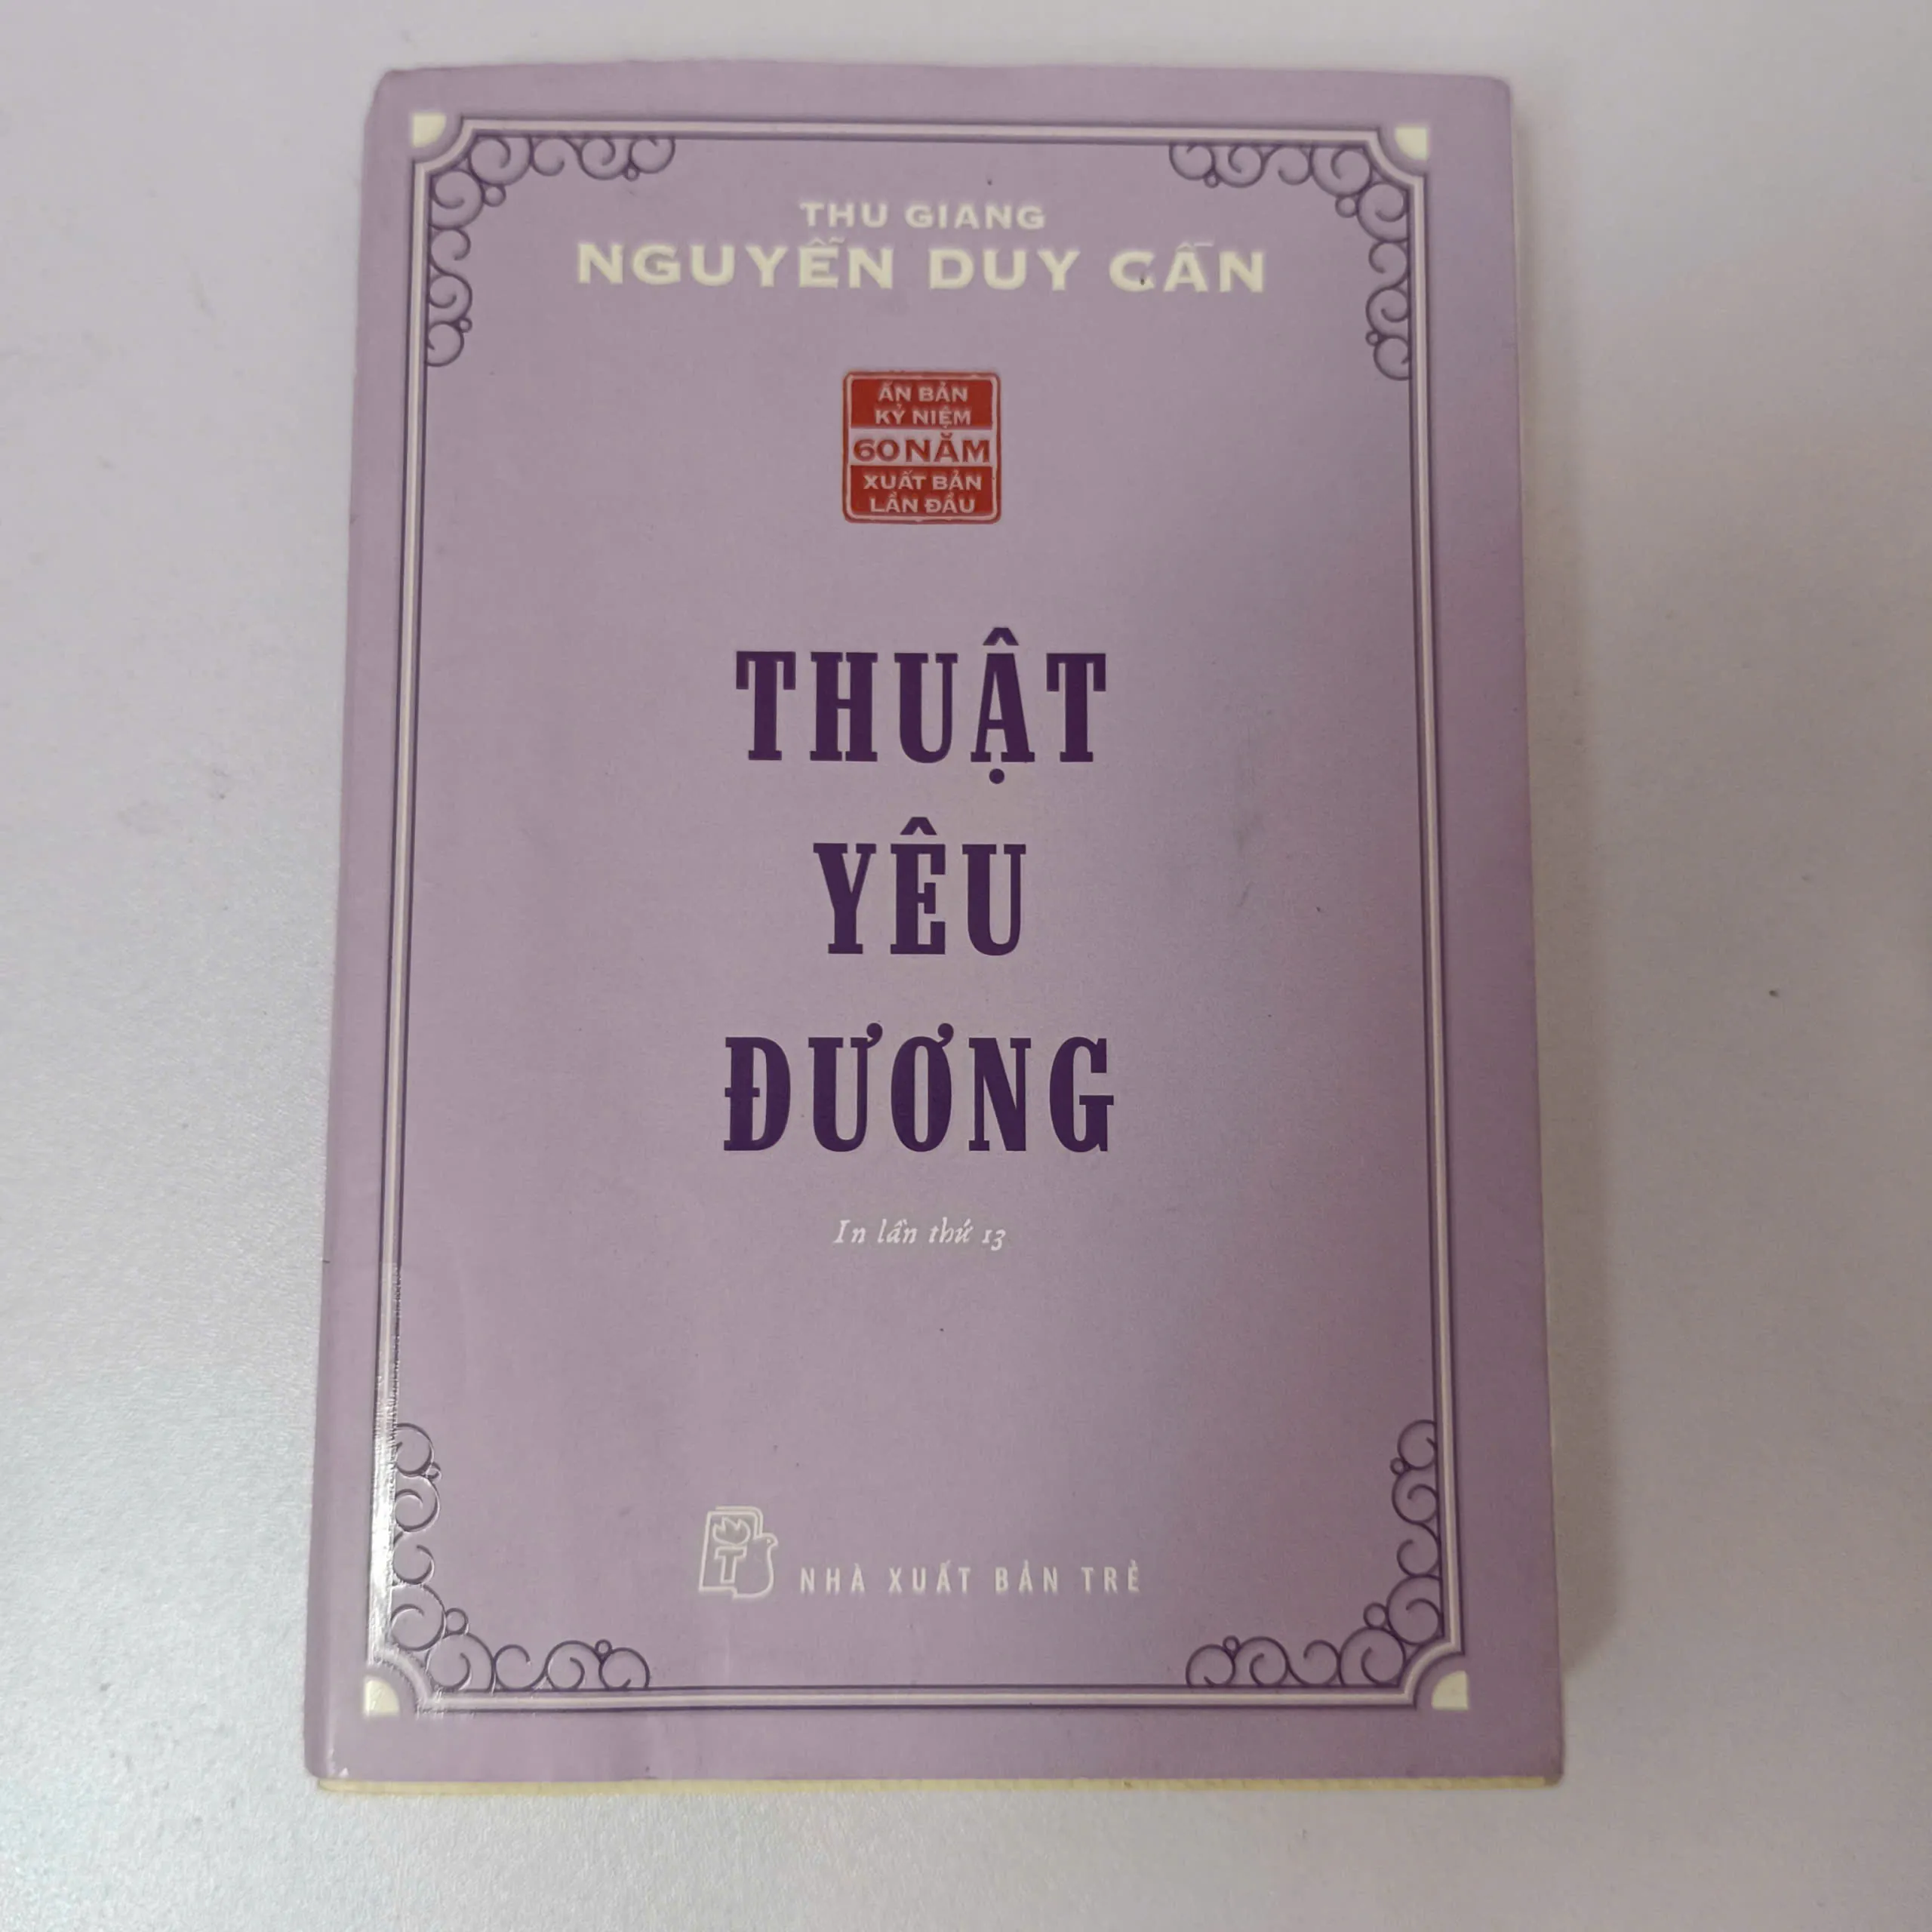 THU GIANG
NGUYỄN DUY CẦN
ẤN BẢN
KỶ NIỆM
60 NĂM
XUẤT BẢN
LẦN ĐẦU
THUẬT
YÊU
ĐƯƠNG
In lần thứ 13
T
NHÀ XUẤT BẢN TRẺ